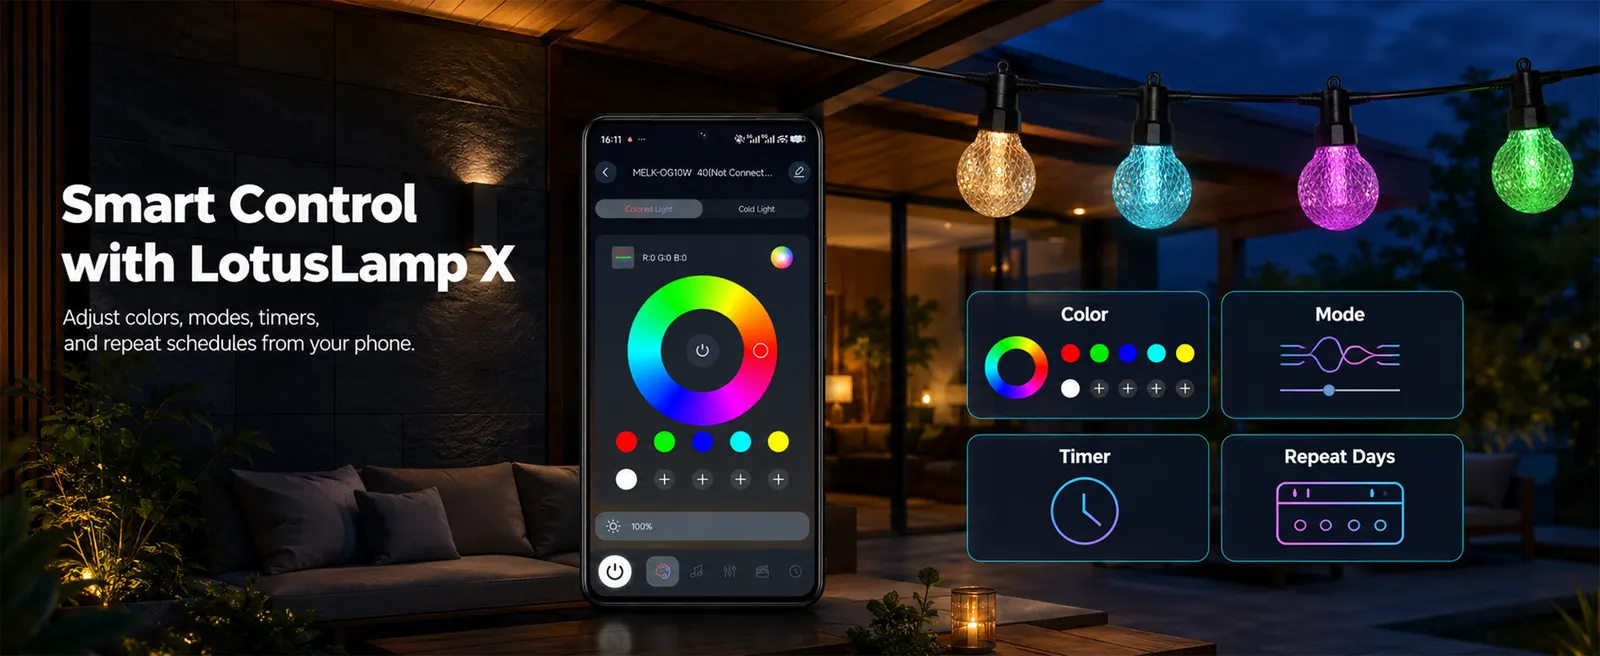 Smart Control
with LotusLamp X
Adjust colors, modes, timers,
and repeat schedules from your phone.
16:11
MELK-OG10W 40(Not Connect...
Colored Light
Cold Light
R:0 G:0 B:0
100%
Color
Mode
Timer
Repeat Days